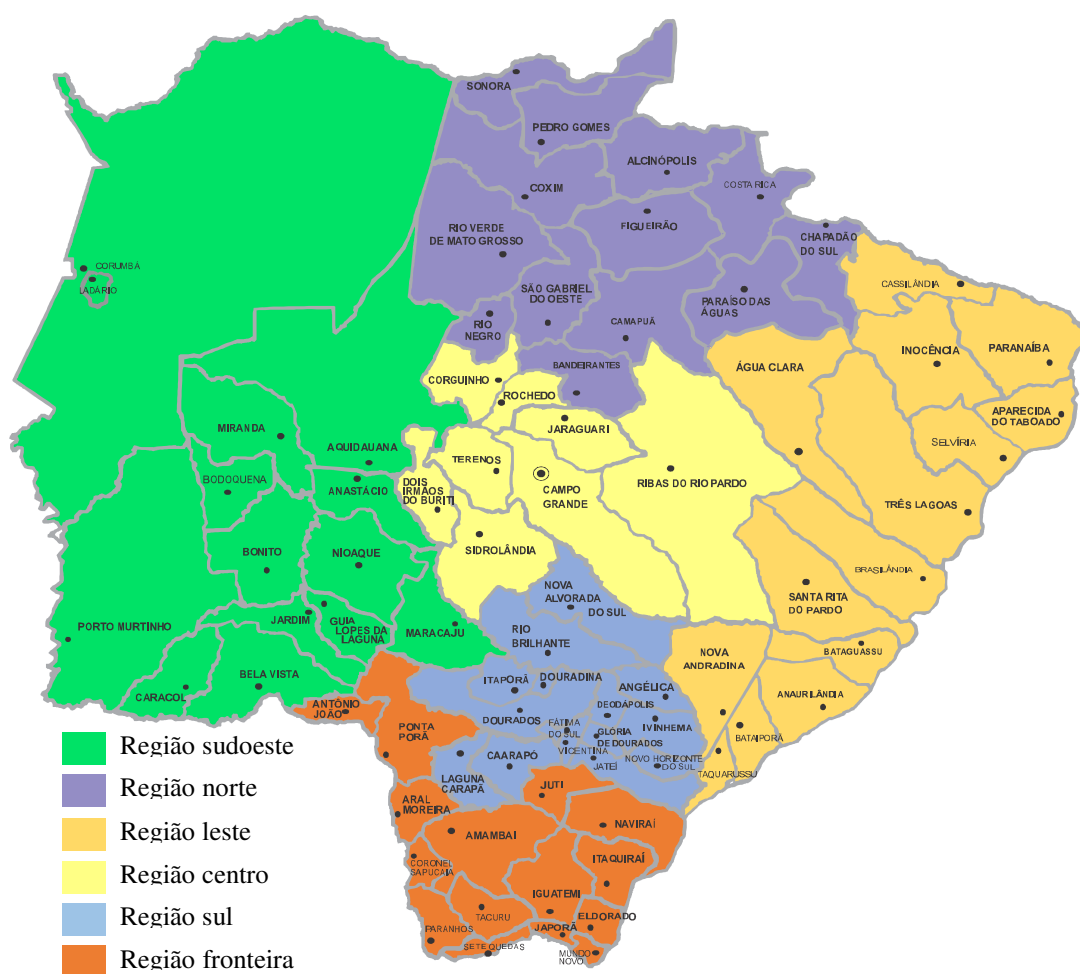 SONORA
PEDRO GOMES
ALCINÓPOLIS
COSTA RICA
COXIM
FIGUEIRÃO
RIO VERDE
DE MATO GROSSO
CHAPADÃO
DO SUL
CORUMBÁ
LADÁRIO
SÃO GABRIEL
DO OESTE
PARAÍSO DAS
ÁGUAS
CASSILÂNDIA
RIO
NEGRO
CAMAPUÃ
INOCÊNCIA
PARANAÍBA
BANDEIRANTES
ÁGUA CLARA
CORGUINHO
ROCHEDO
APARECIDA
DO TABOADO
MIRANDA
JARAGUARI
AQUIDAUANA
SELVÍRIA
TERENOS
BODOQUENA
ANASTÁCIO
DOIS
IRMÃOS
DO BURITI
CAMPO
GRANDE
RIBAS DO RIO PARDO
TRÊS LAGOAS
BONITO
NIOAQUE
SIDROLÂNDIA
BRASILÂNDIA
NOVA
ALVORADA
DO SUL
SANTA RITA
DO PARDO
PORTO MURTINHO
JARDIM
GUIA
LOPES DA
LAGUNA
MARACAJU
RIO
BRILHANTE
BATAGUASSU
NOVA
ANDRADINA
CARACOL
BELA VISTA
ITAPORÃ
DOURADINA
ANGÉLICA
ANAURILÂNDIA
ANTONIO
JOÃO
DEODÁPOLIS
PONTA
PORÃ
DOURADOS
FÁTIMA
DO SUL
GLÓRIA
DE DOURADOS
IVINHEMA
BATAIPORÃ
VICENTINA
JATEÍ
NOVO HORIZONTE
DO SUL
TAQUARUSSU
CAARAPÓ
LAGUNA
CARAPÃ
JUTI
ARAL
MOREIRA
AMAMBAI
NAVIRAÍ
CORONEL
SAPUCAIA
ITAQUIRAÍ
IGUATEMI
TACURU
ELDORADO
PARANHOS
JAPORÃ
SETE QUEDAS
MUNDO
NOVO
Região sudoeste
Região norte
Região leste
Região centro
Região sul
Região fronteira